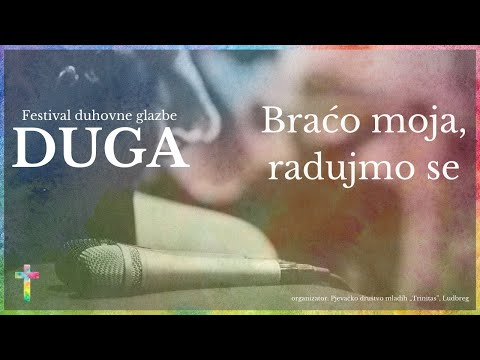 Festival duhovne glazbe
DUGA
Braćo moja,
radujmo se
organizator: Pjevačko društvo mladih „Trinitas", Ludbreg